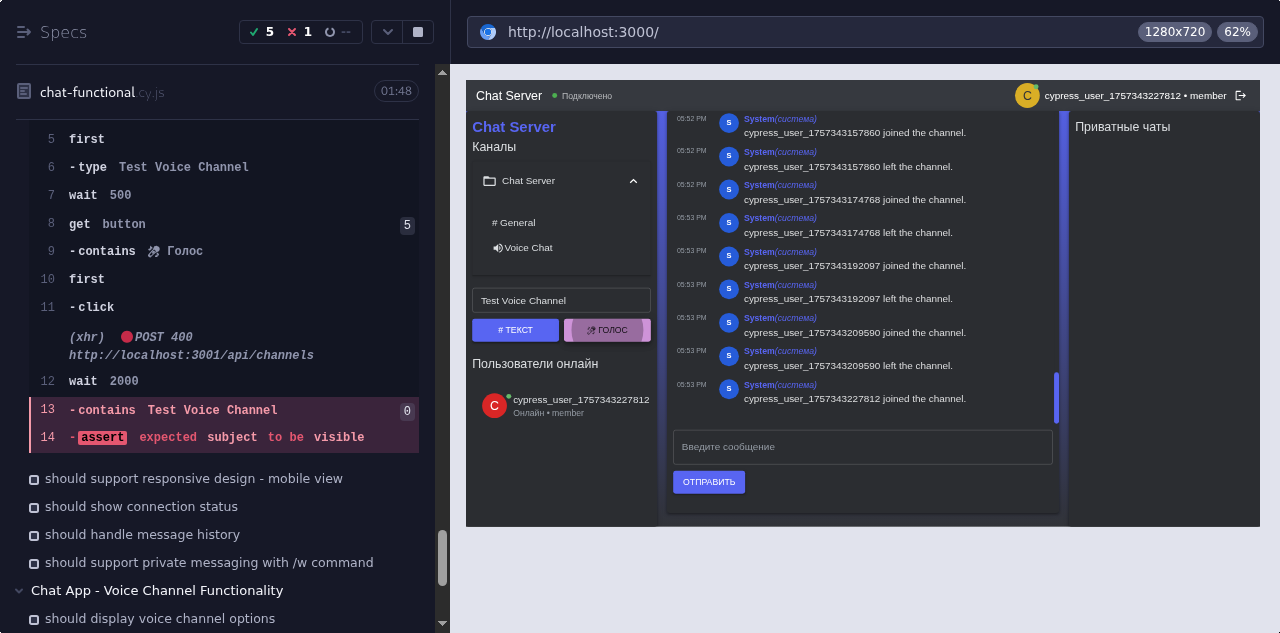 Specs
5
1
--
chat-functional.cy.js
01:48
5 first
6 -type Test Voice Channel
7 wait 500
8 get button 5
9 -contains 🎤 Голос
10 first
11 -click
(xhr) POST 400
http://localhost:3001/api/channels
12 wait 2000
13 -contains Test Voice Channel 0
14 -assert expected subject to be visible
should support responsive design - mobile view
should show connection status
should handle message history
should support private messaging with /w command
Chat App - Voice Channel Functionality
should display voice channel options
http://localhost:3000/
1280x720
62%
Chat Server
Подключено
C
cypress_user_1757343227812 • member
Chat Server
Каналы
Chat Server
# General
Voice Chat
Test Voice Channel
# ТЕКСТ
🎤 ГОЛОС
Пользователи онлайн
C
cypress_user_1757343227812
Онлайн • member
05:52 PM S System(система)
cypress_user_1757343157860 joined the channel.
05:52 PM S System(система)
cypress_user_1757343157860 left the channel.
05:52 PM S System(система)
cypress_user_1757343174768 joined the channel.
05:53 PM S System(система)
cypress_user_1757343174768 left the channel.
05:53 PM S System(система)
cypress_user_1757343192097 joined the channel.
05:53 PM S System(система)
cypress_user_1757343192097 left the channel.
05:53 PM S System(система)
cypress_user_1757343209590 joined the channel.
05:53 PM S System(система)
cypress_user_1757343209590 left the channel.
05:53 PM S System(система)
cypress_user_1757343227812 joined the channel.
Введите сообщение
ОТПРАВИТЬ
Приватные чаты